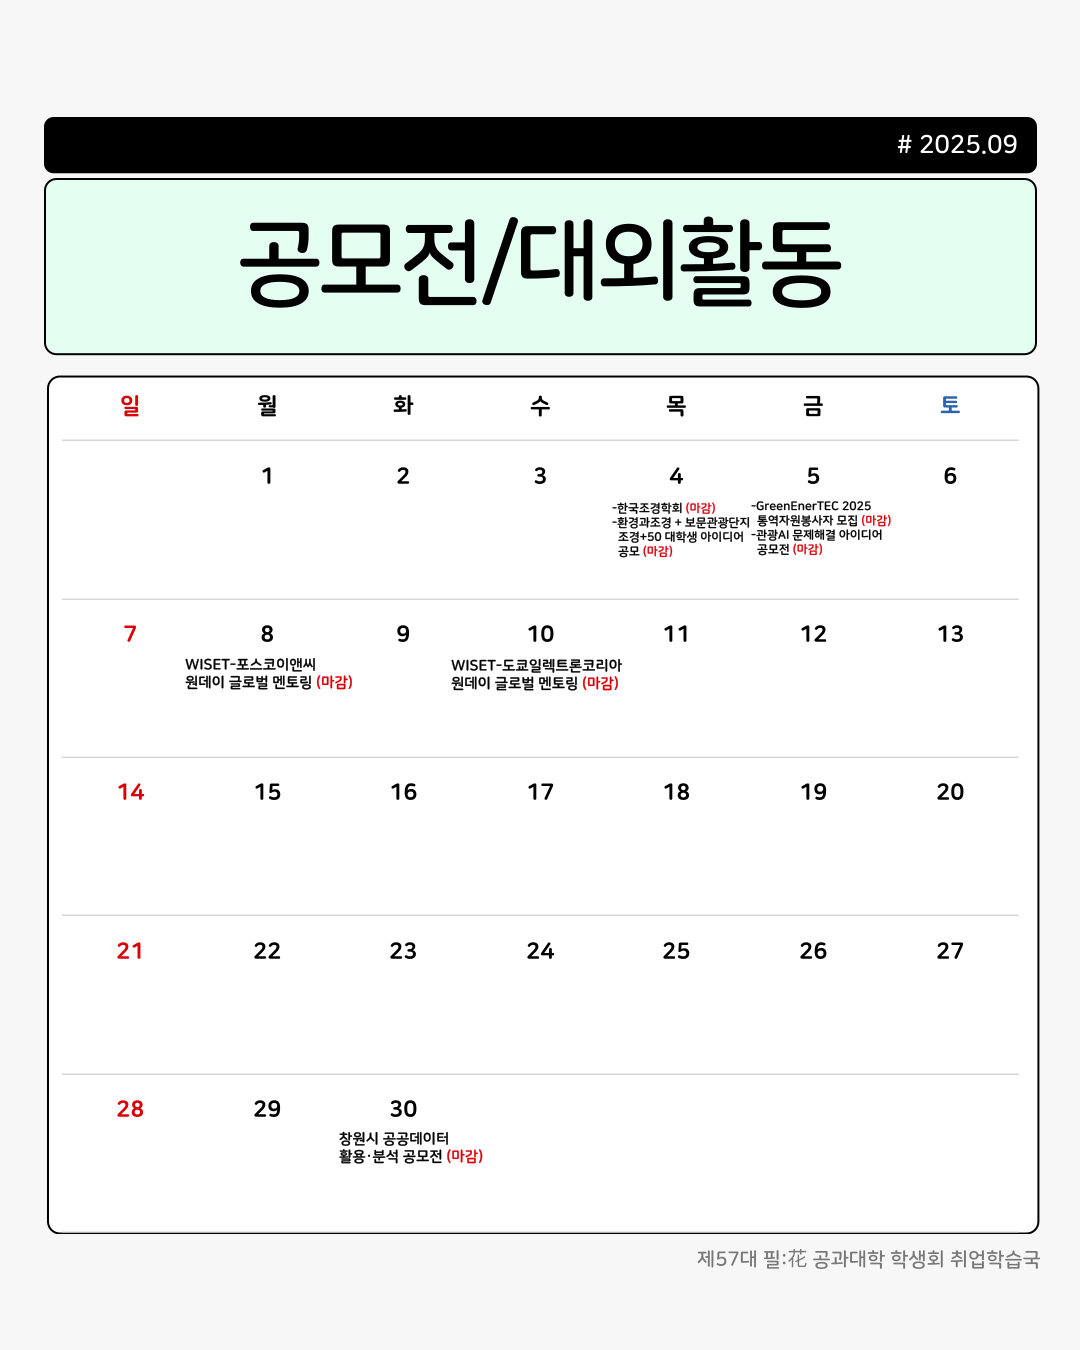 # 2025.09
공모전/대외활동
일 월 화 수 목 금 토
1 2 3 4 5 6
-한국조경학회 (마감)
-환경과조경 + 보문관광단지
조경+50 대학생 아이디어
공모 (마감)
-GreenEnerTEC 2025
통역자원봉사자 모집 (마감)
-관광AI 문제해결 아이디어
공모전 (마감)
7 8 9 10 11 12 13
WISET-포스코이앤씨
원데이 글로벌 멘토링 (마감)
WISET-도쿄일렉트론코리아
원데이 글로벌 멘토링 (마감)
14 15 16 17 18 19 20
21 22 23 24 25 26 27
28 29 30
창원시 공공데이터
활용·분석 공모전 (마감)
제57대 필:花 공과대학 학생회 취업학습국